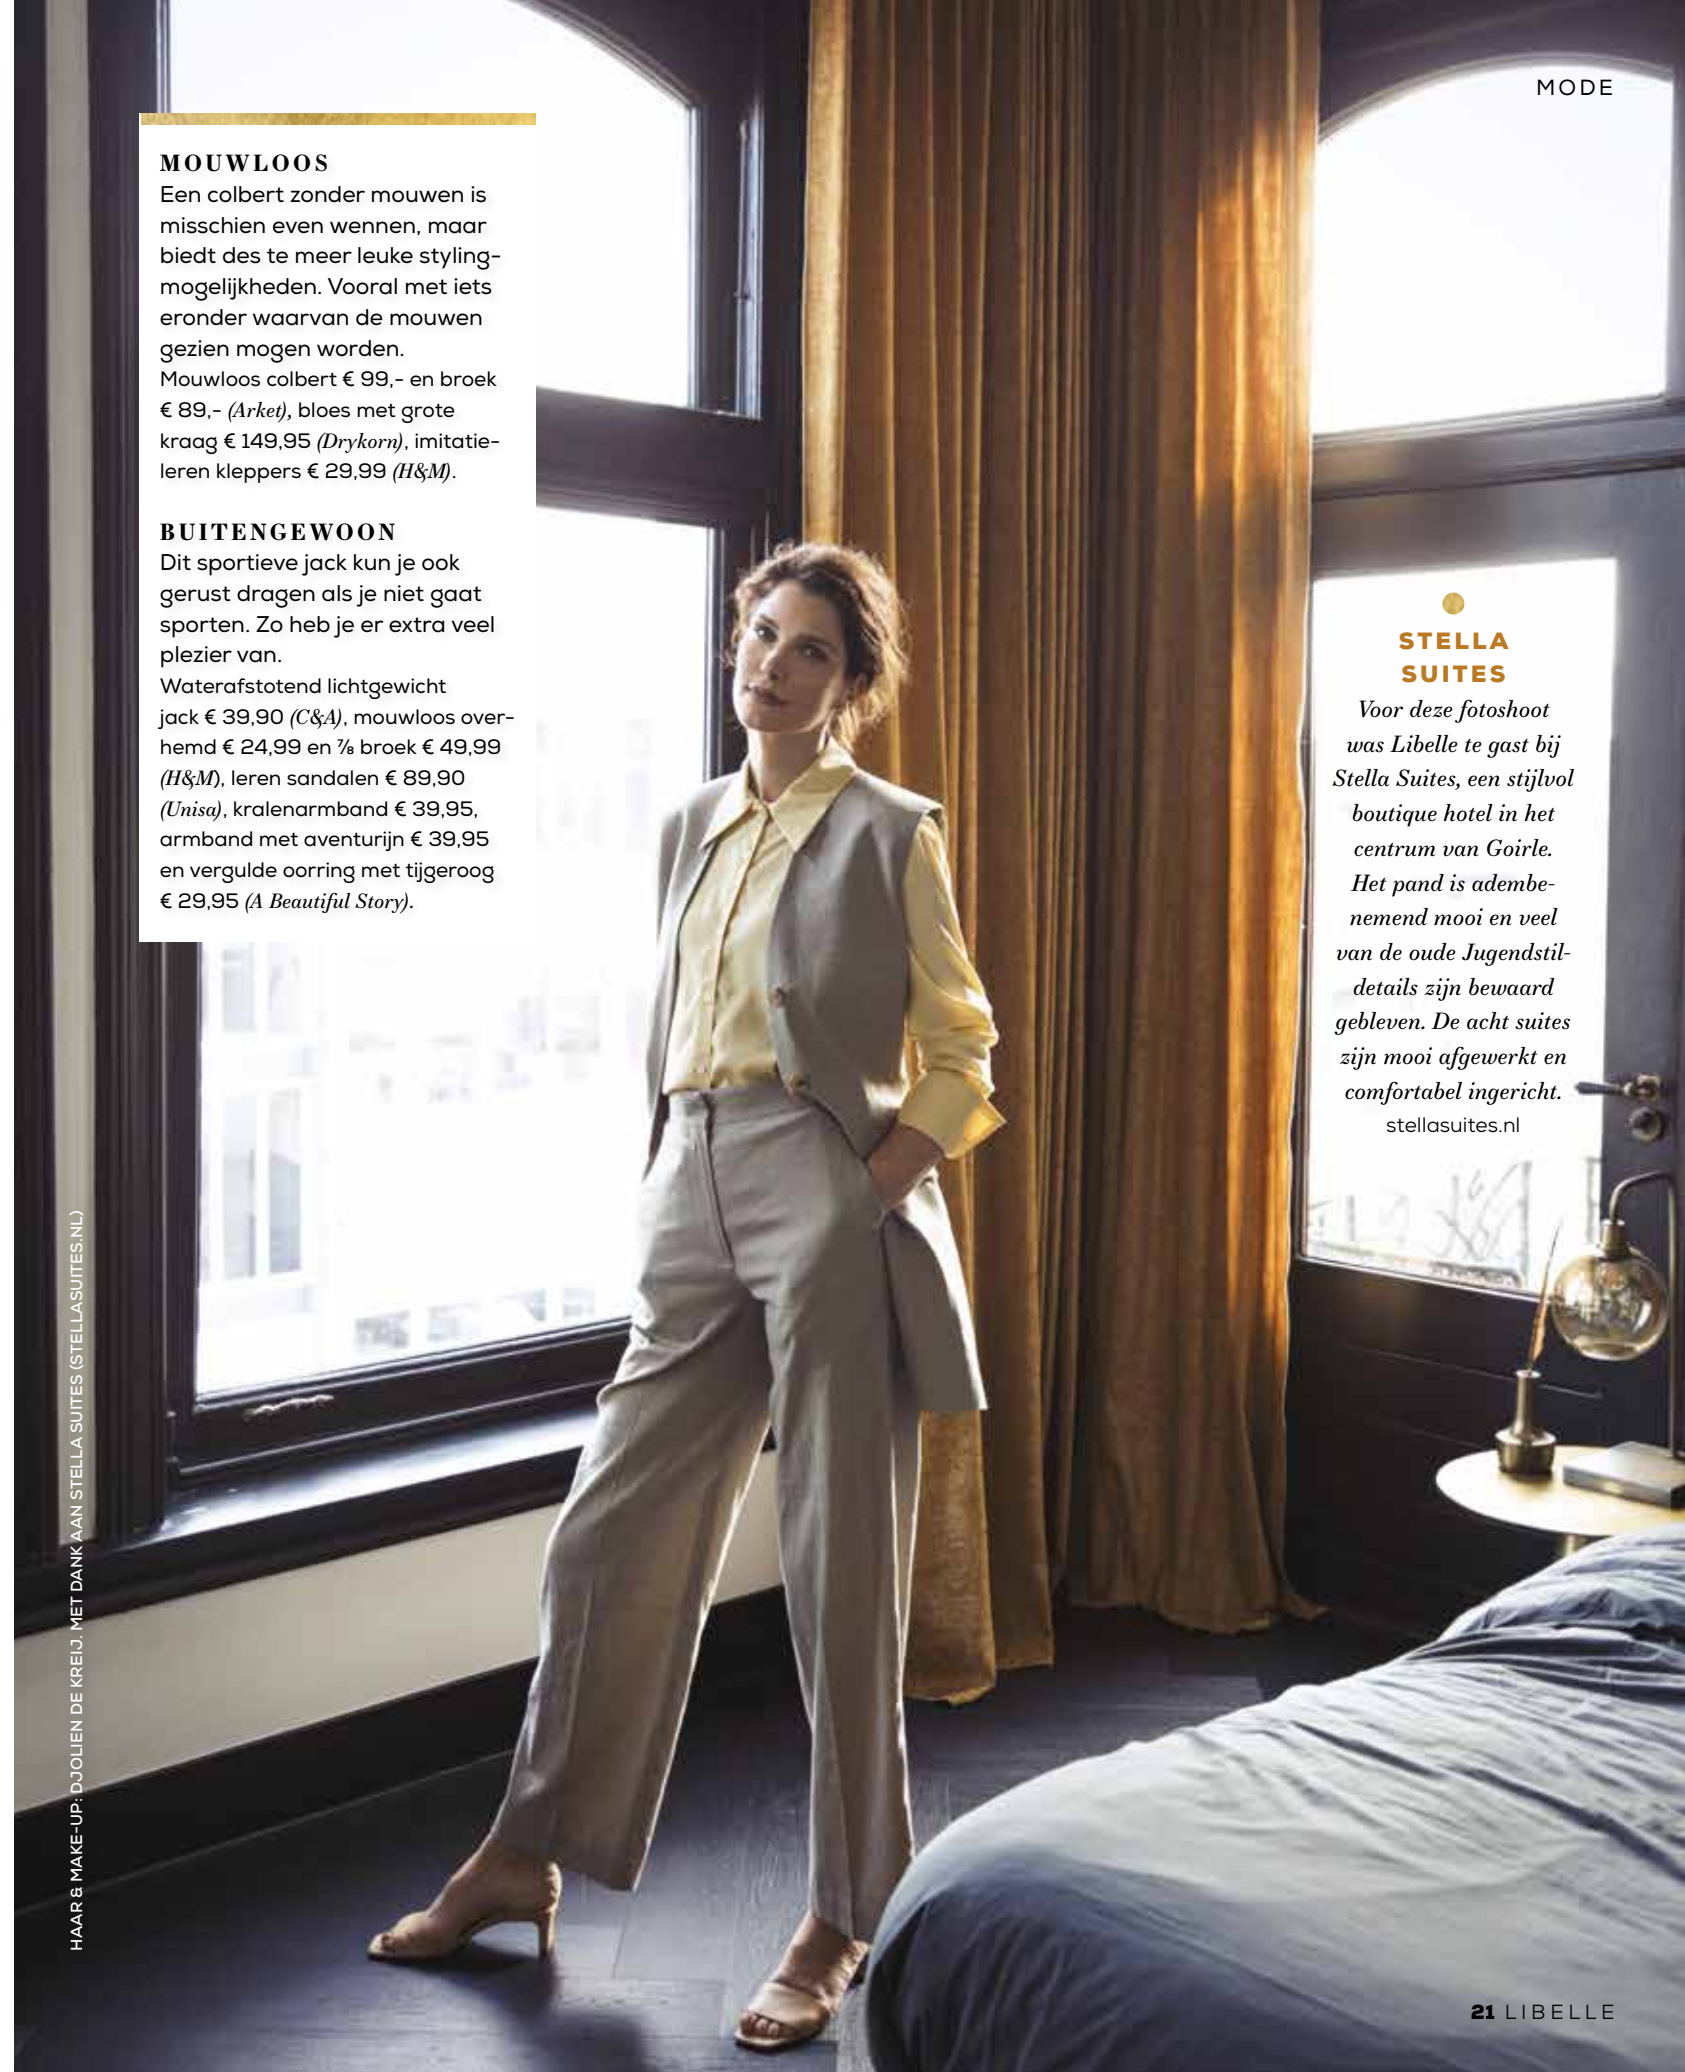 MODE
MOUWLOOS
Een colbert zonder mouwen is
misschien even wennen, maar
biedt des te meer leuke styling-
mogelijkheden. Vooral met iets
eronder waarvan de mouwen
gezien mogen worden.
Mouwloos colbert € 99,- en broek
€ 89,- (Arket), bloes met grote
kraag € 149,95 (Drykorn), imitatie-
leren kleppers € 29,99 (H&M).
BUITENGEWOON
Dit sportieve jack kun je ook
gerust dragen als je niet gaat
sporten. Zo heb je er extra veel
plezier van.
Waterafstotend lichtgewicht
jack € 39,90 (C&A), mouwloos over-
hemd € 24,99 en ⅞ broek € 49,99
(H&M), leren sandalen € 89,90
(Unisa), kralenarmband € 39,95,
armband met aventurijn € 39,95
en vergulde oorring met tijgeroog
€ 29,95 (A Beautiful Story).
STELLA
SUITES
Voor deze fotoshoot
was Libelle te gast bij
Stella Suites, een stijlvol
boutique hotel in het
centrum van Goirle.
Het pand is adembe-
nemend mooi en veel
van de oude Jugendstil-
details zijn bewaard
gebleven. De acht suites
zijn mooi afgewerkt en
comfortabel ingericht.
stellasuites.nl
HAAR & MAKE-UP: DJOLIEN DE KREIJ. MET DANK AAN STELLA SUITES (STELLASUITES.NL)
21 LIBELLE